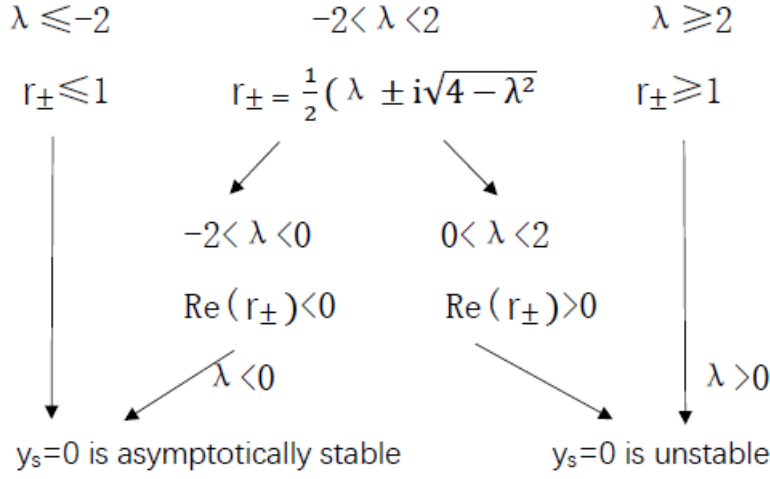 λ ≤-2 -2< λ <2 λ ≥2
r± ≤1 r± = 1/2 ( λ ± i√4 − λ² r± ≥1
-2< λ <0 0< λ <2
Re(r±)<0 Re(r±)>0
λ <0 λ >0
yₛ=0 is asymptotically stable yₛ=0 is unstable